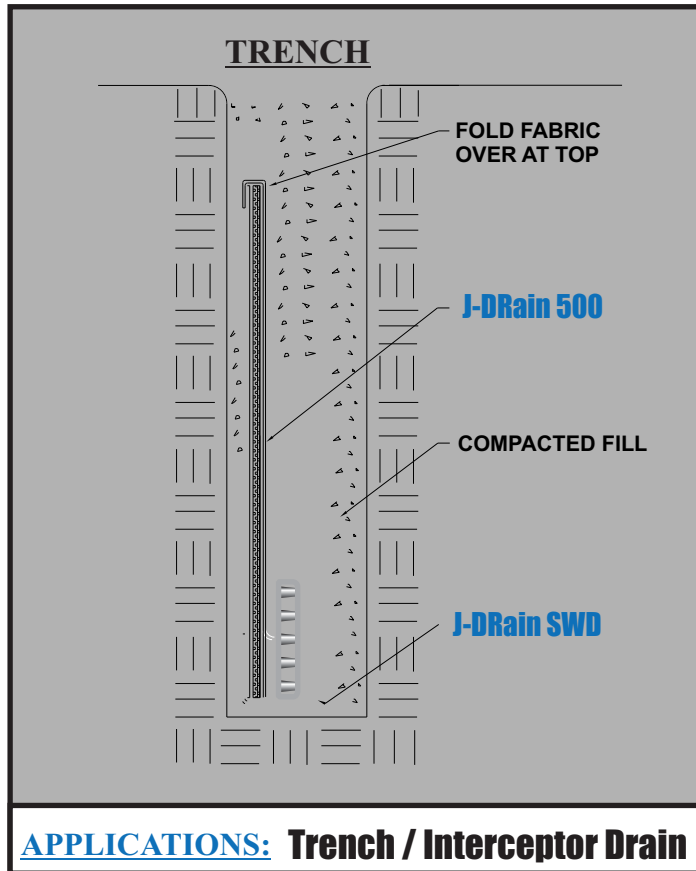 TRENCH
FOLD FABRIC
OVER AT TOP
J-DRain 500
COMPACTED FILL
J-DRain SWD
APPLICATIONS: Trench / Interceptor Drain